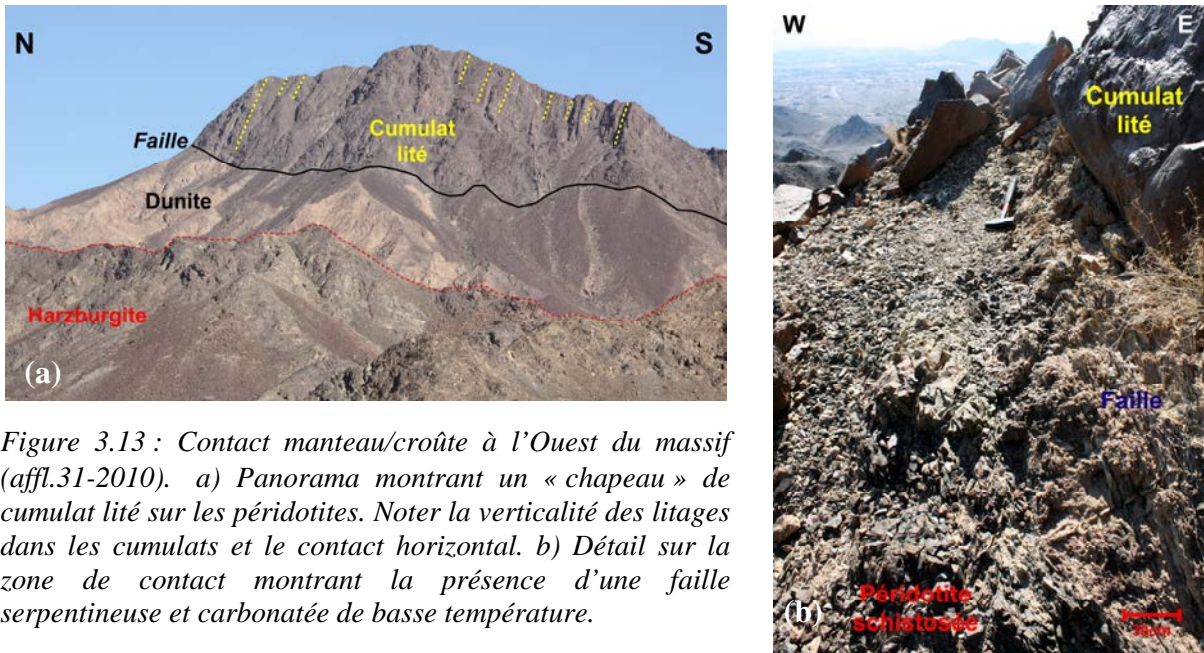 N
S
Faille
Cumulat
lité
Dunite
Harzburgite
(a)
Figure 3.13 : Contact manteau/croûte à l'Ouest du massif
(affl.31-2010). a) Panorama montrant un « chapeau » de
cumulat lité sur les péridotites. Noter la verticalité des litages
dans les cumulats et le contact horizontal. b) Détail sur la
zone de contact montrant la présence d'une faille
serpentineuse et carbonatée de basse température.
W
E
Cumulat
lité
Faille
Péridotite
schistosée
(b)